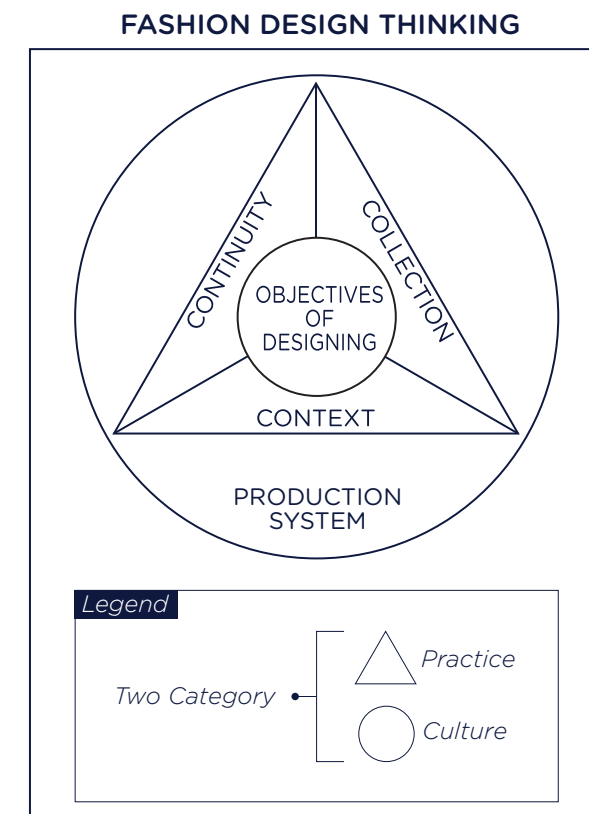 FASHION DESIGN THINKING
CONTINUITY
COLLECTION
OBJECTIVES
OF
DESIGNING
CONTEXT
PRODUCTION
SYSTEM
Legend
Two Category
Practice
Culture